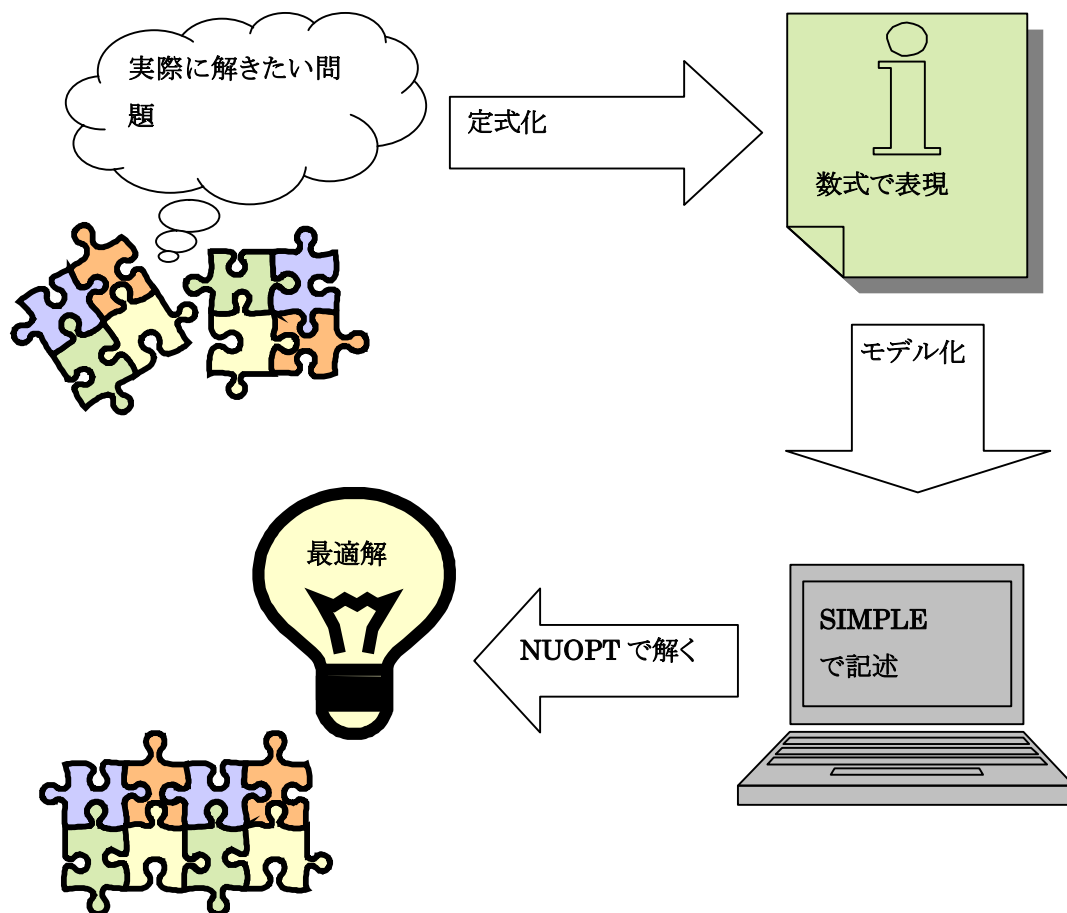 実際に解きたい問
題
定式化
数式で表現
モデル化
SIMPLE
で記述
NUOPT で解く
最適解